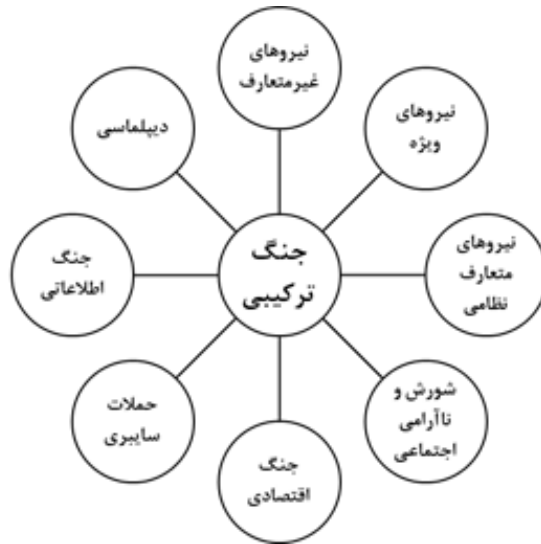 نیروهای
غیرمتعارف
نیروهای
ویژه
نیروهای
متعارف
نظامی
شورش و
ناآرامی
اجتماعی
جنگ
اقتصادی
حملات
سایبری
جنگ
اطلاعاتی
دیپلماسی
جنگ
ترکیبی